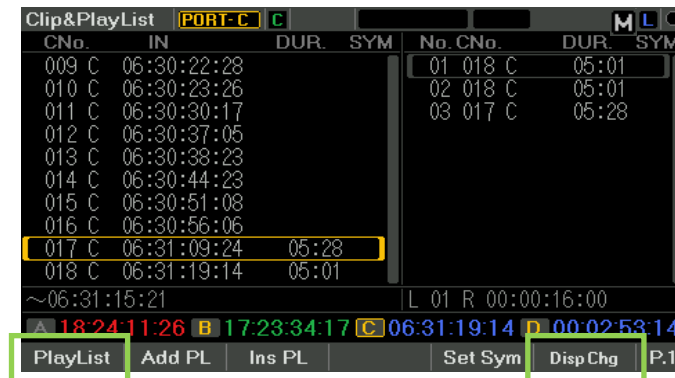 Clip&PlayList PORT-C C M L
CNo. IN DUR. SYM No. CNo. DUR. SYM
009 C 06:30:22:28 01 018 C 05:01
010 C 06:30:23:26 02 018 C 05:01
011 C 06:30:30:17 03 017 C 05:28
012 C 06:30:37:05
013 C 06:30:38:23
014 C 06:30:44:23
015 C 06:30:51:08
016 C 06:30:56:06
017 C 06:31:09:24 05:28
018 C 06:31:19:14 05:01
~06:31:15:21 L 01 R 00:00:16:00
A 18:24:11:26 B 17:23:34:17 C 06:31:19:14 D 00:02:53:14
PlayList Add PL Ins PL Set Sym Disp Chg P.1